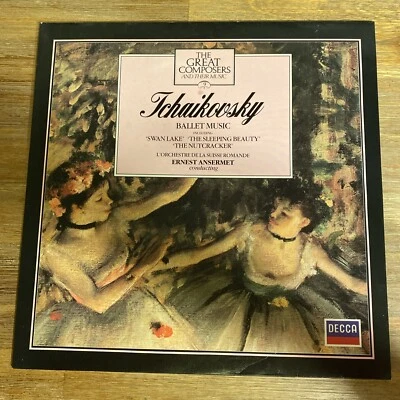 THE
GREAT
COMPOSERS
AND THEIR MUSIC
Tchaikovsky
BALLET MUSIC
INCLUDING
'SWAN LAKE' 'THE SLEEPING BEAUTY'
'THE NUTCRACKER'
L'ORCHESTRE DE LA SUISSE ROMANDE
ERNEST ANSERMET
conducting
DECCA